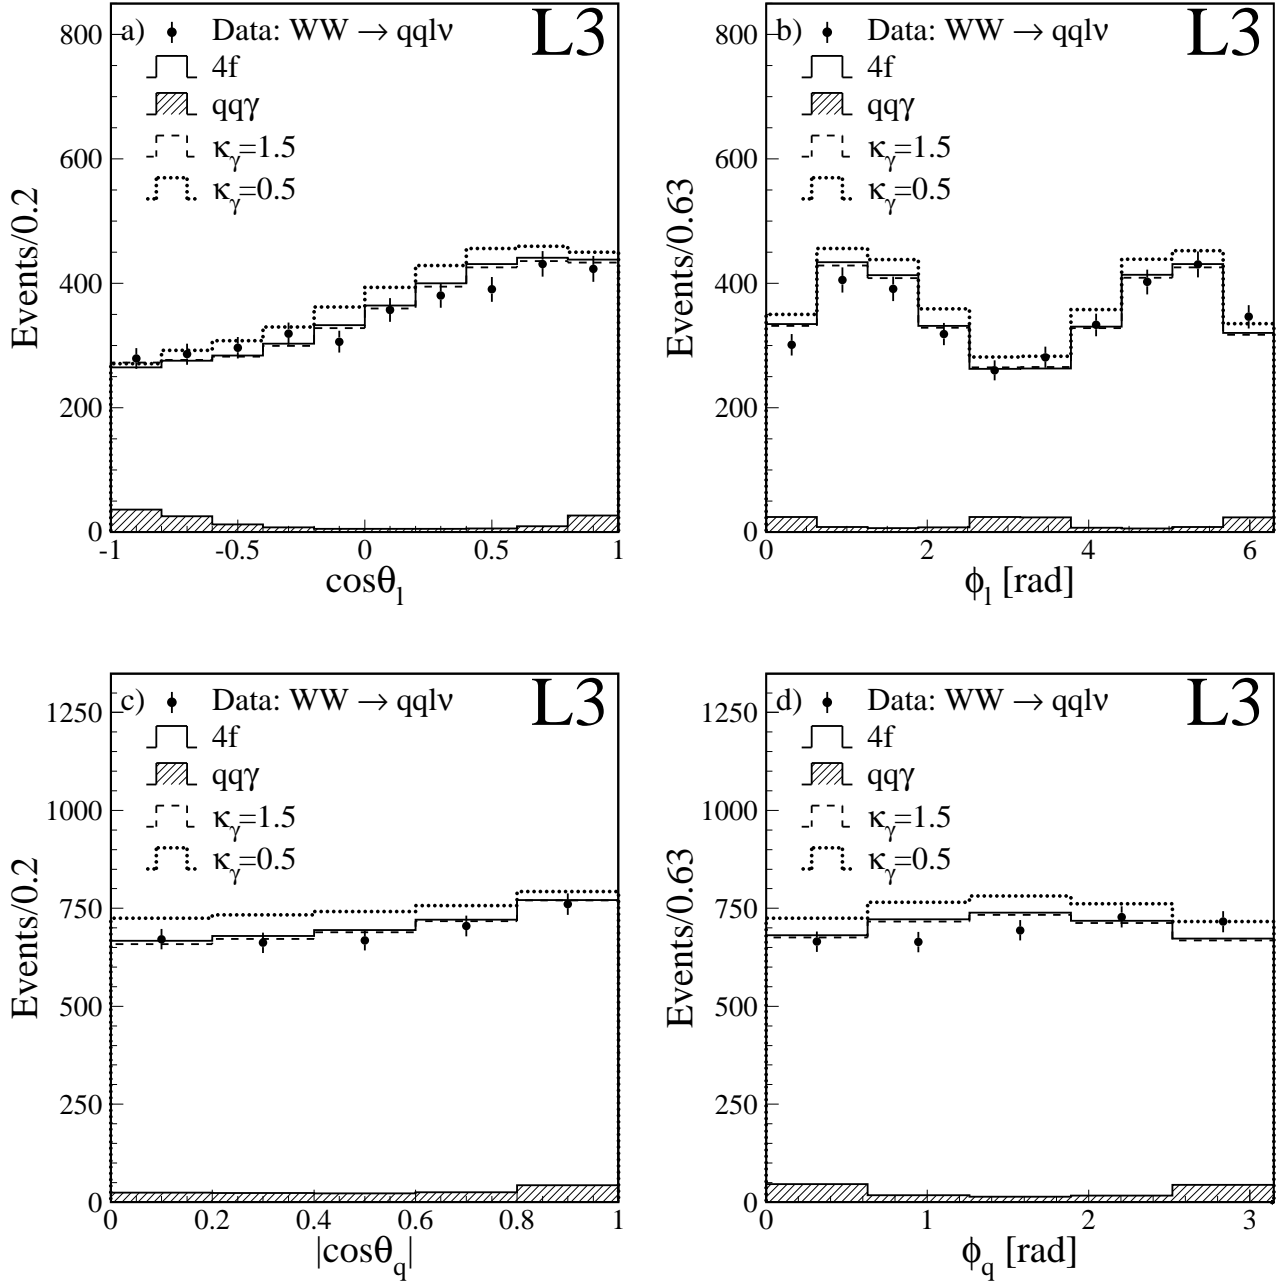 a) Data: WW → qqlν L3
4f
qqγ
κγ=1.5
κγ=0.5
Events/0.2
800
600
400
200
0
-1 -0.5 0 0.5 1
cosθl
b) Data: WW → qqlν L3
4f
qqγ
κγ=1.5
κγ=0.5
Events/0.63
800
600
400
200
0
0 2 4 6
ϕl [rad]
c) Data: WW → qqlν L3
4f
qqγ
κγ=1.5
κγ=0.5
Events/0.2
1250
1000
750
500
250
0
0 0.2 0.4 0.6 0.8 1
|cosθq|
d) Data: WW → qqlν L3
4f
qqγ
κγ=1.5
κγ=0.5
Events/0.63
1250
1000
750
500
250
0
0 1 2 3
ϕq [rad]